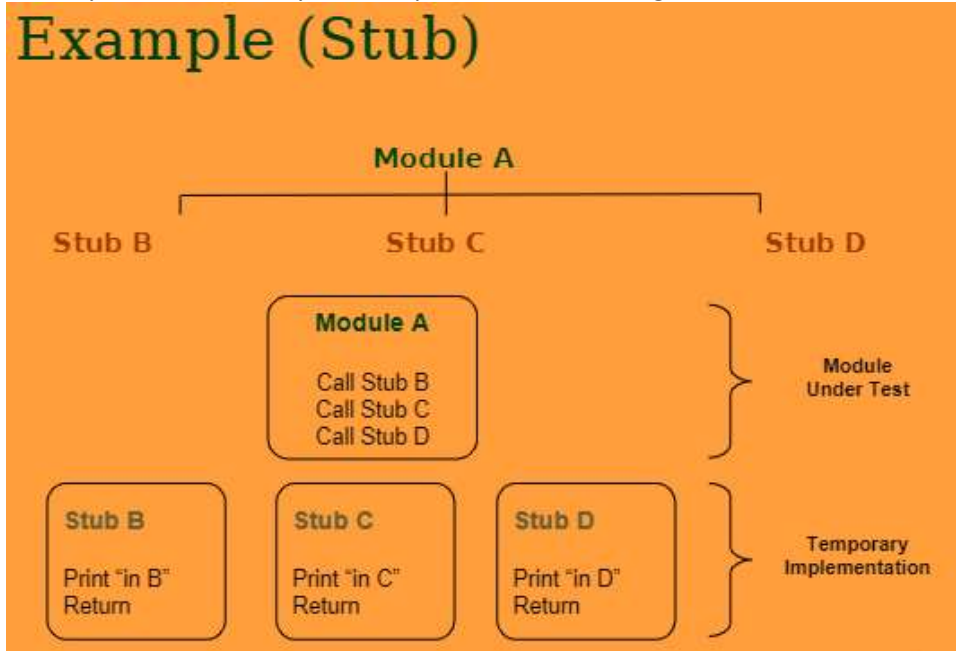 Example (Stub)
Module A
Stub B
Stub C
Stub D
Module A
Call Stub B
Call Stub C
Call Stub D
Module
Under Test
Stub B
Print “in B”
Return
Stub C
Print “in C”
Return
Stub D
Print “in D”
Return
Temporary
Implementation